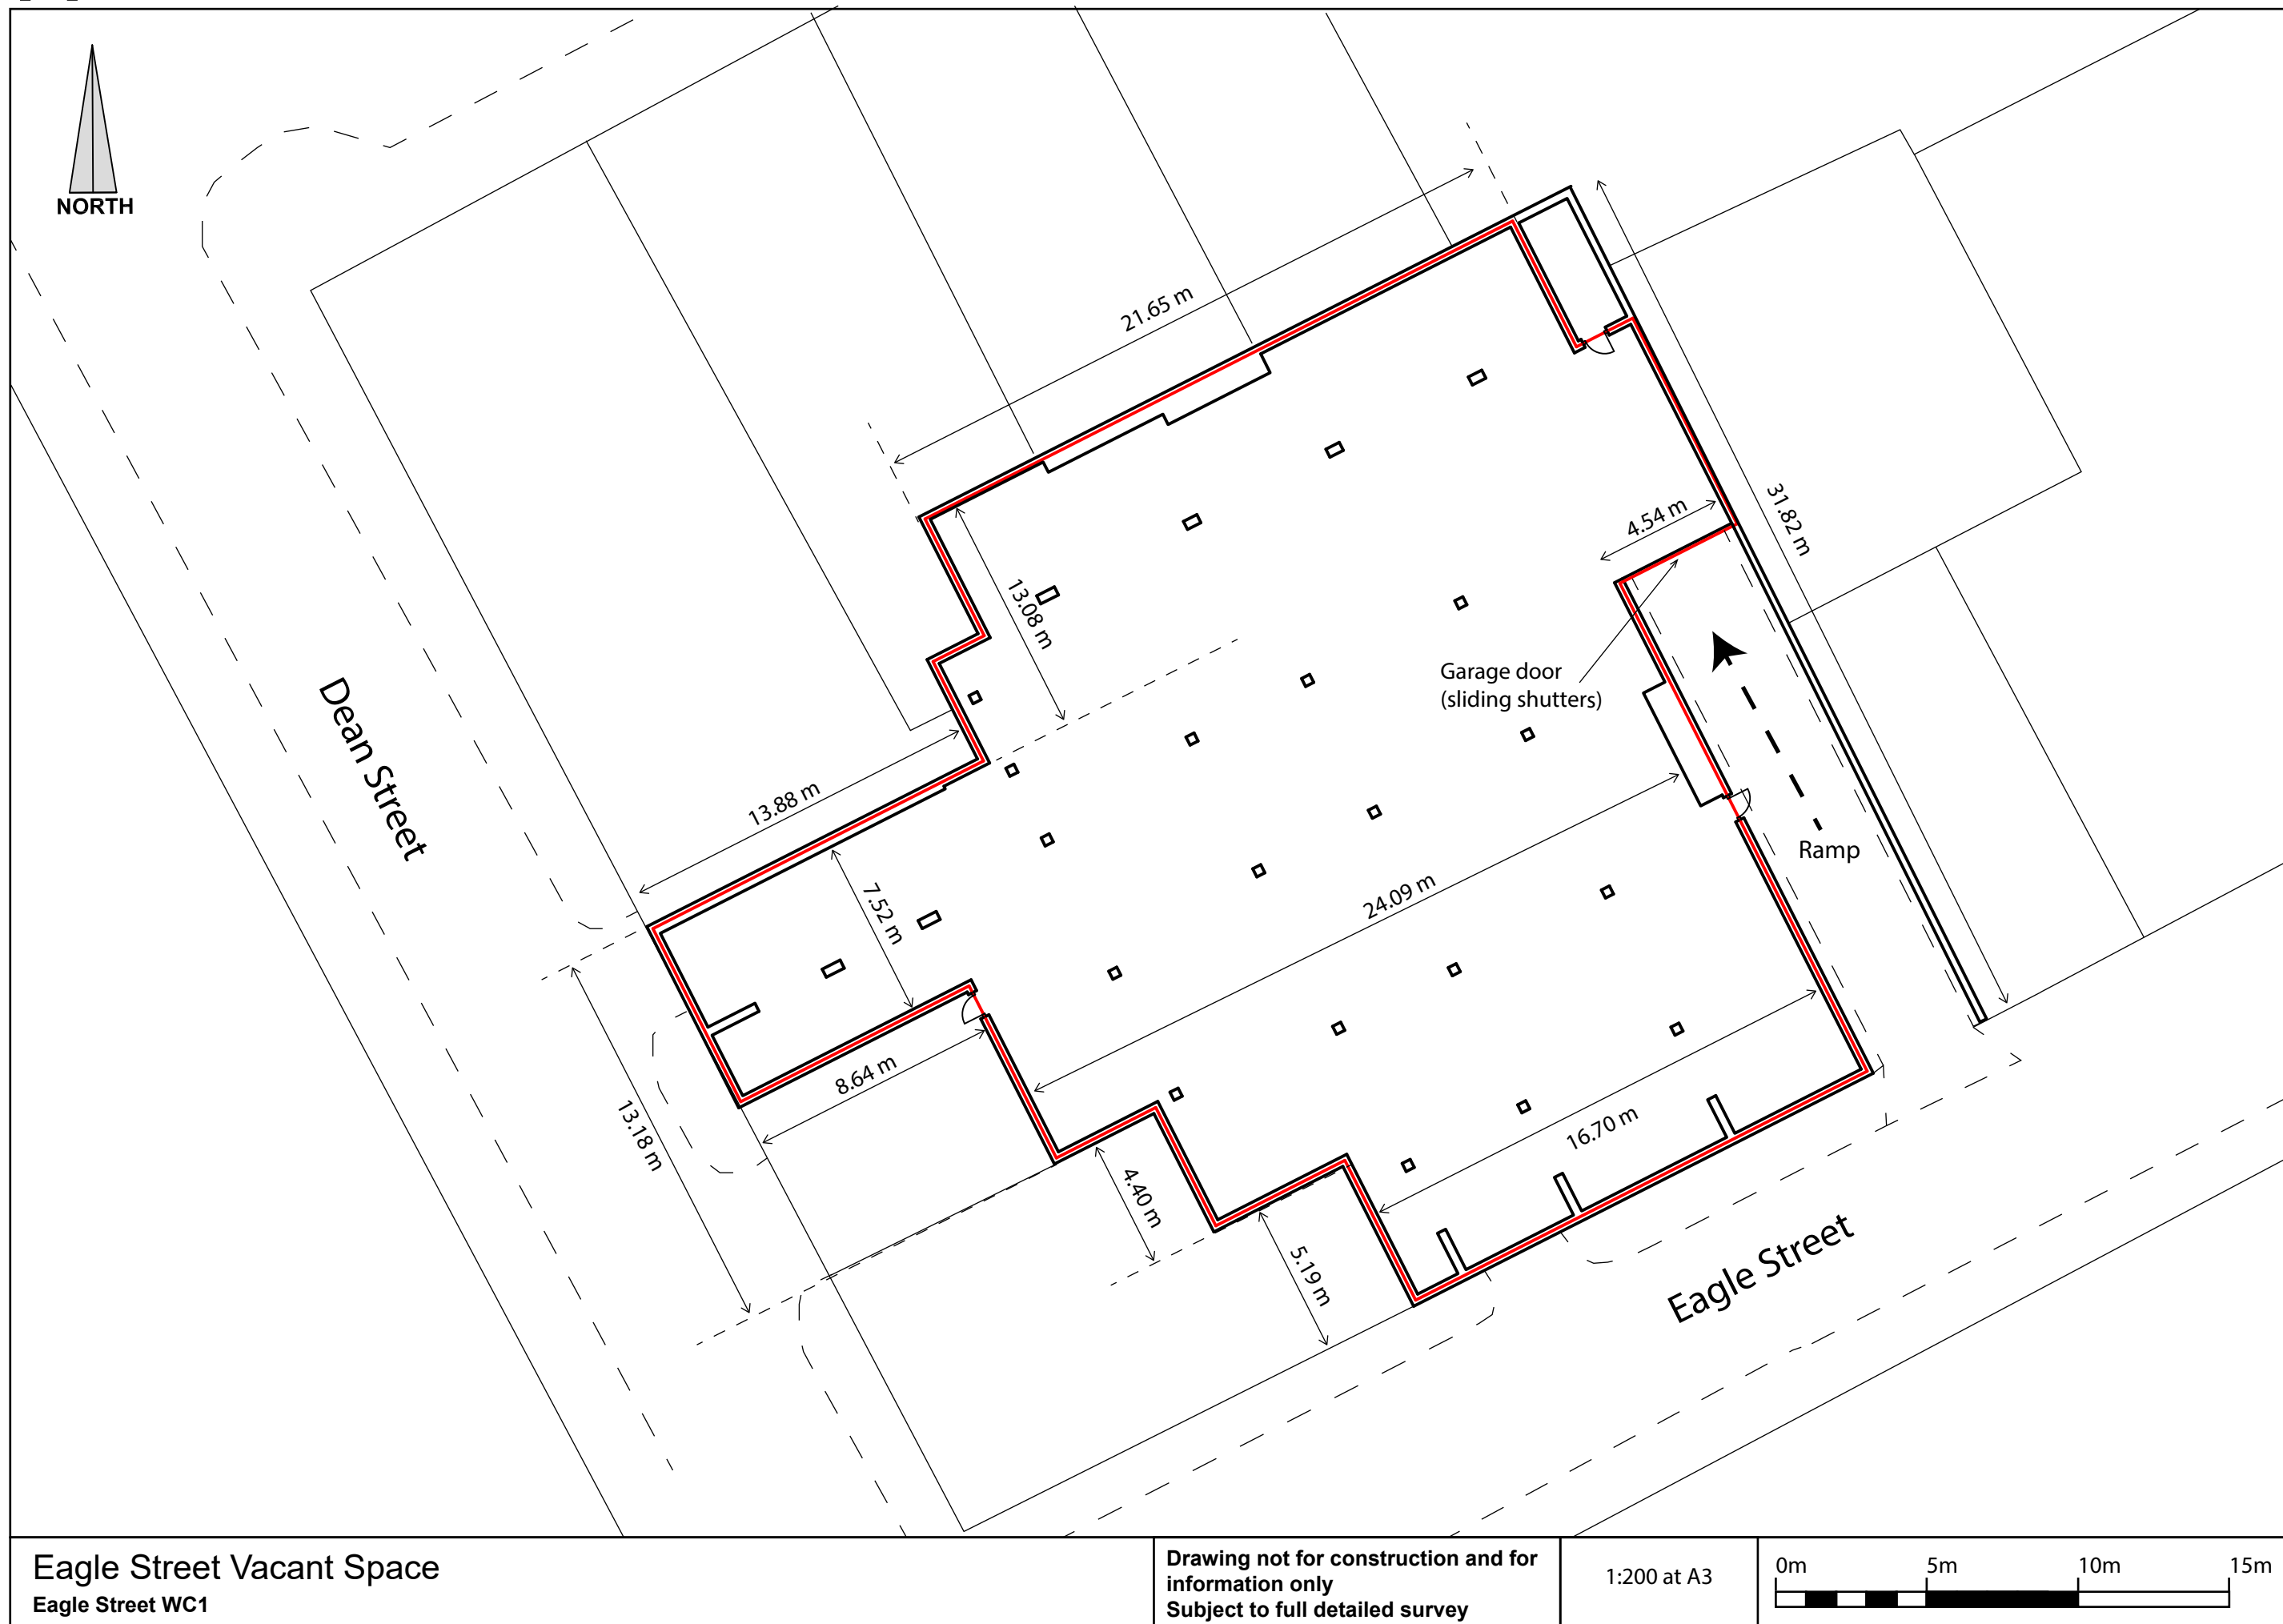 NORTH
21.65 m
31.82 m
4.54 m
13.08 m
Garage door
(sliding shutters)
Dean Street
13.88 m
Ramp
7.52 m
24.09 m
8.64 m
13.18 m
16.70 m
4.40 m
5.19 m
Eagle Street
Eagle Street Vacant Space
Eagle Street WC1
Drawing not for construction and for
information only
Subject to full detailed survey
1:200 at A3
0m 5m 10m 15m